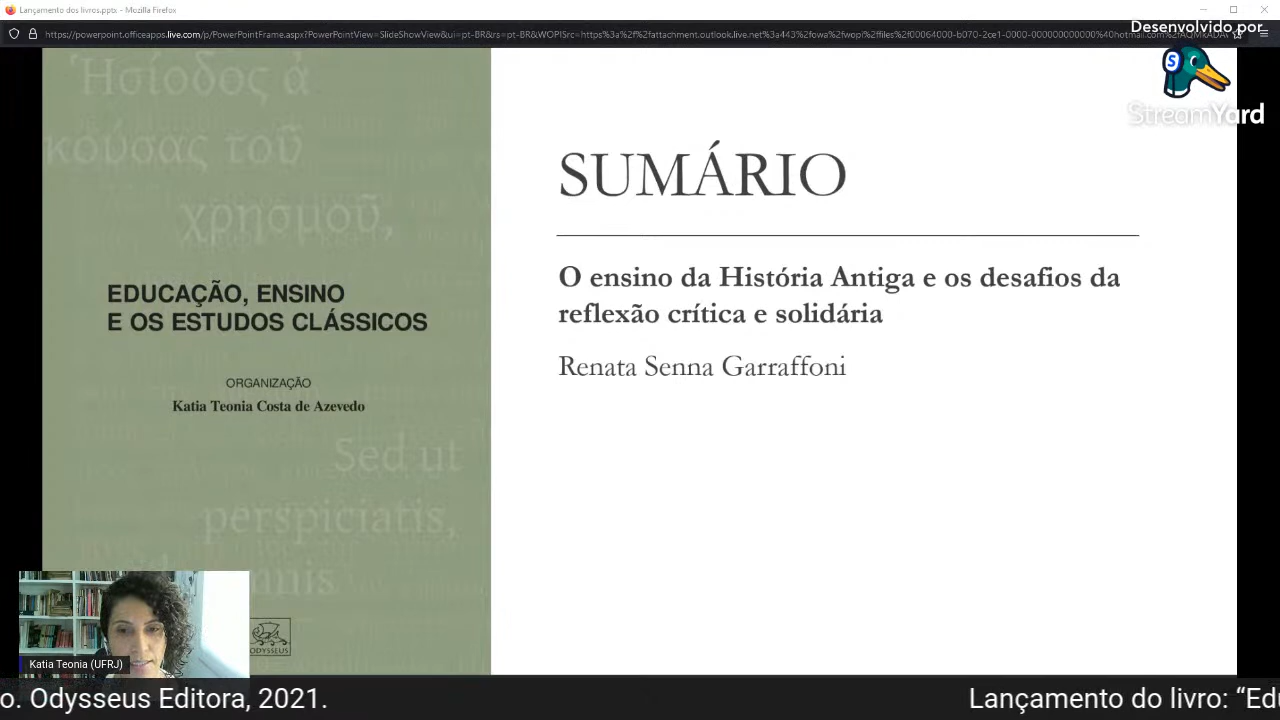 Lançamento dos livros.pptx - Mozilla Firefox
Desenvolvido por
StreamYard
Ἡσίοδος ἀ
κούσας τοῦ
χρησμοῦ,
EDUCAÇÃO, ENSINO
E OS ESTUDOS CLÁSSICOS
ORGANIZAÇÃO
Katia Teonia Costa de Azevedo
Sed ut
perspiciatis,
omnis
ODYSSEUS
SUMÁRIO
O ensino da História Antiga e os desafios da
reflexão crítica e solidária
Renata Senna Garraffoni
Katia Teonia (UFRJ)
o. Odysseus Editora, 2021.
Lançamento do livro: “Edu